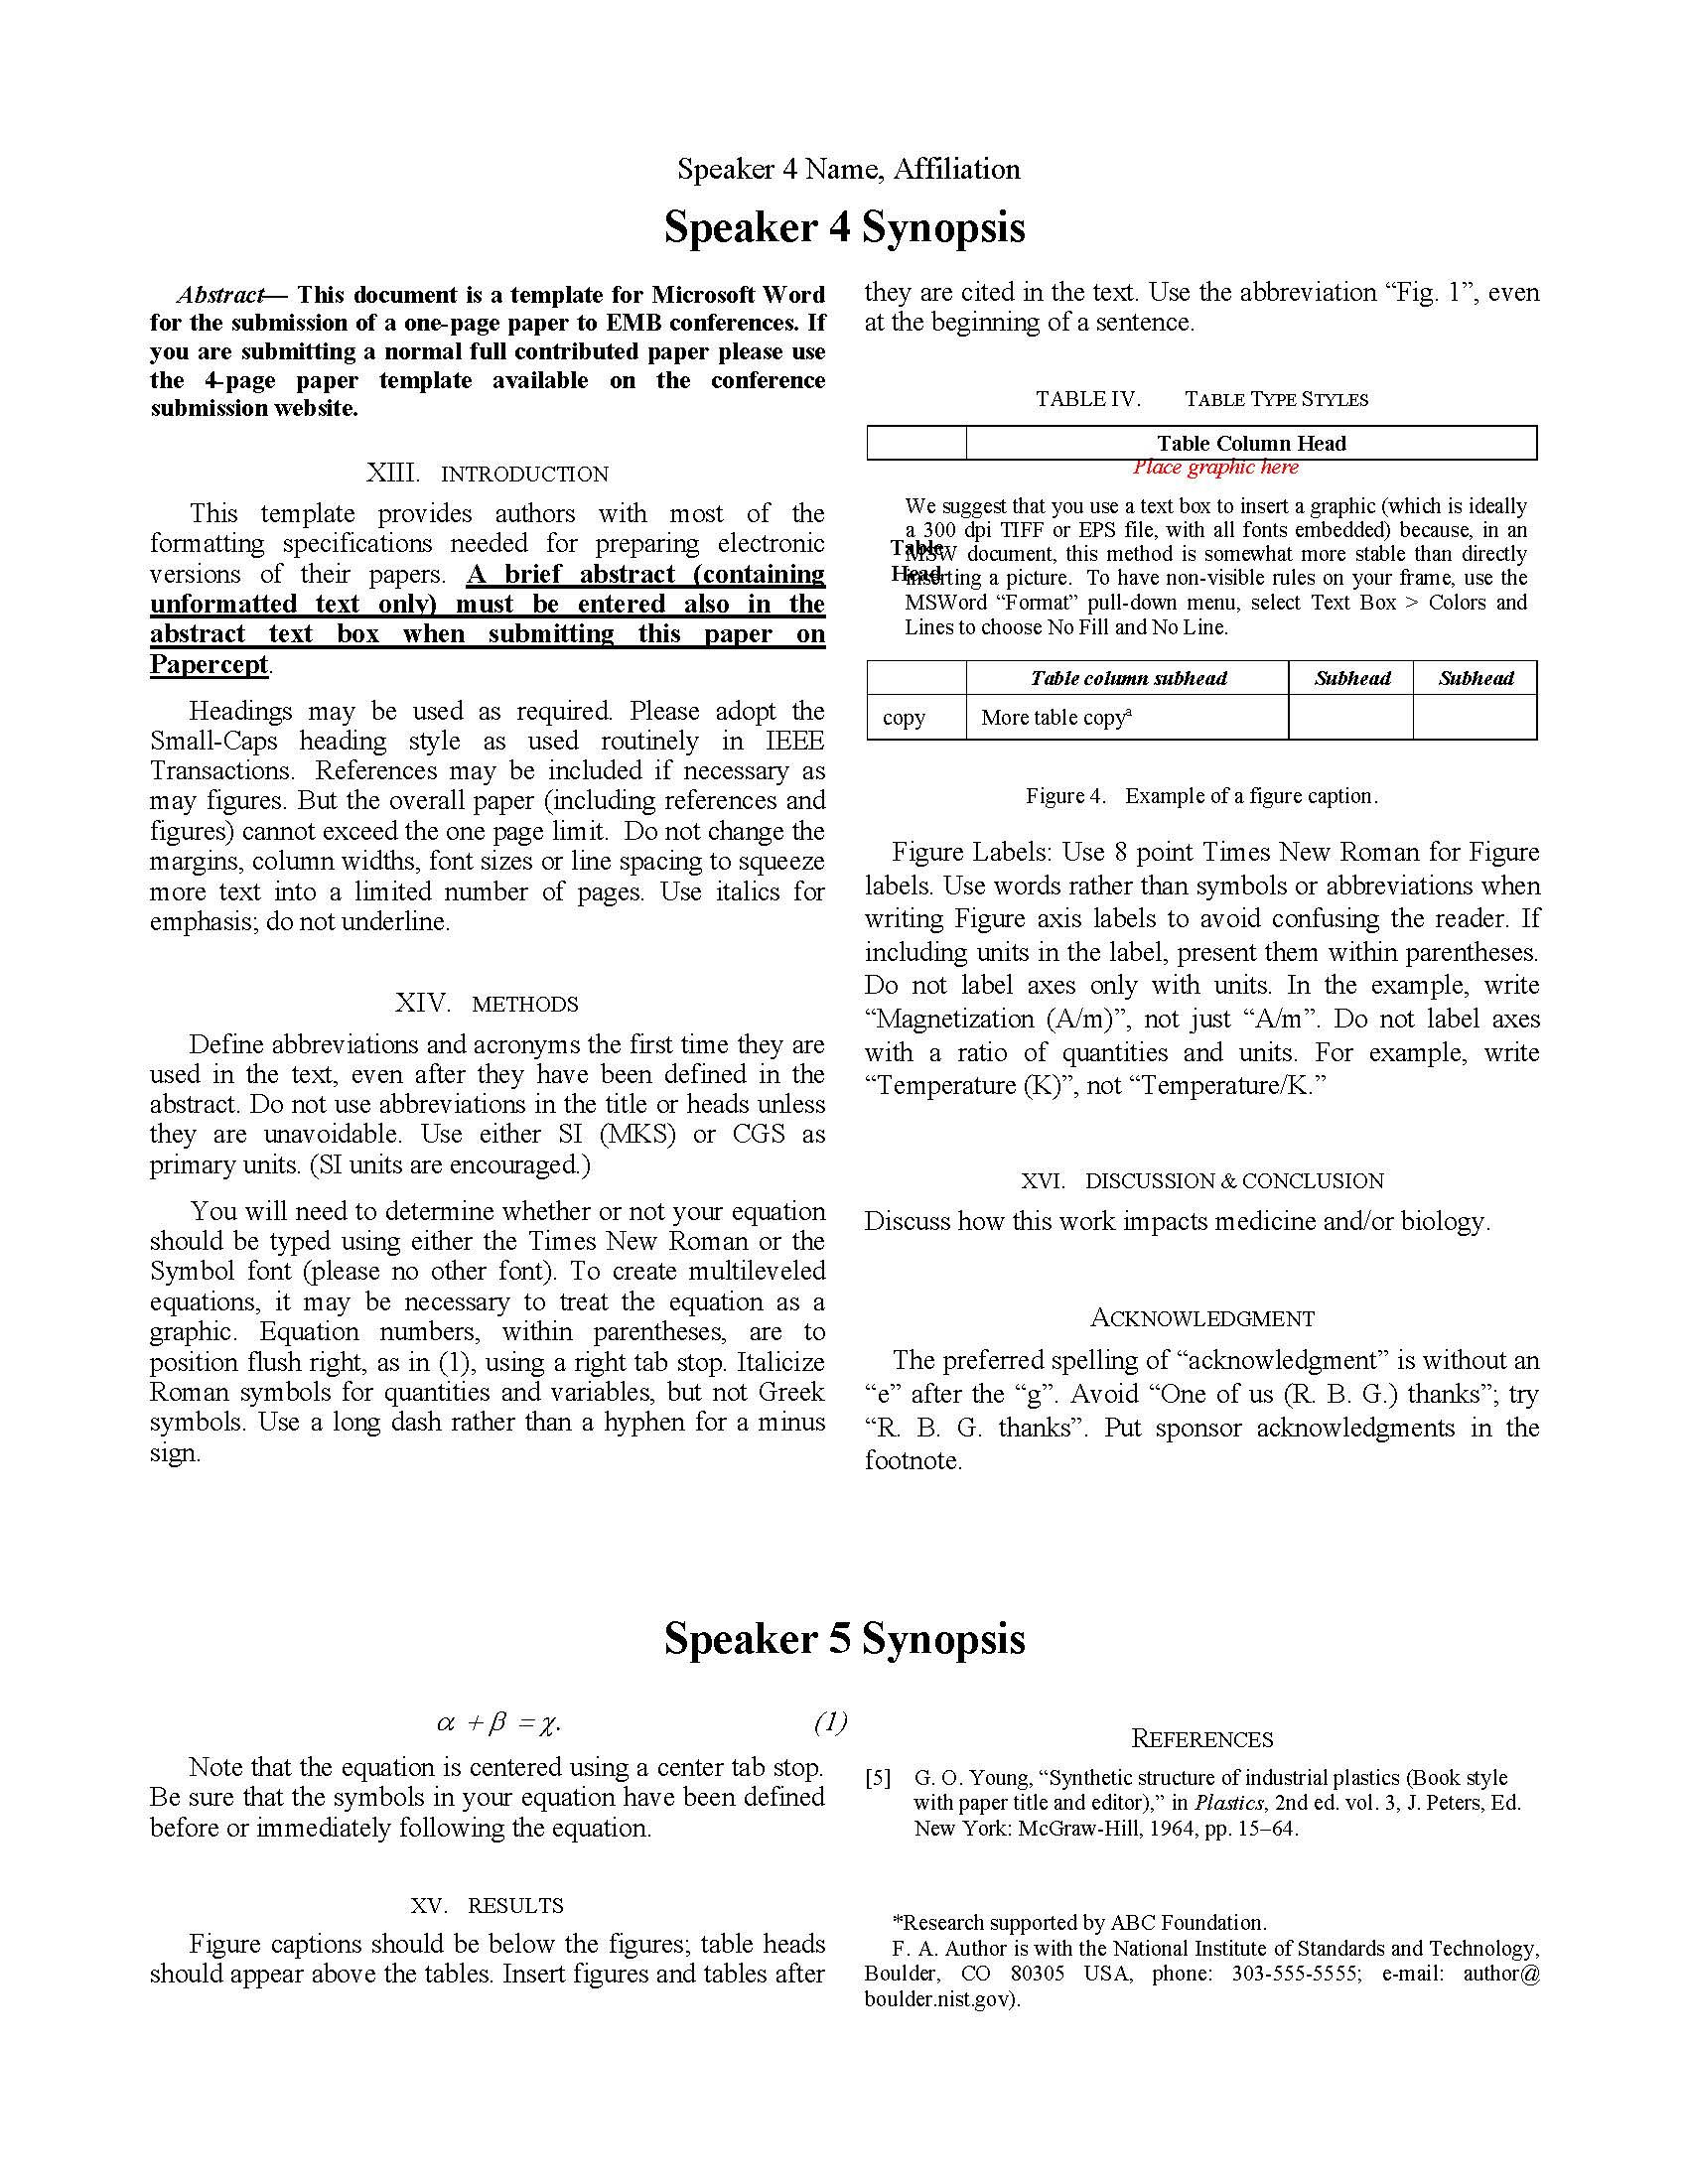 Speaker 4 Name, Affiliation
Speaker 4 Synopsis
Abstract— This document is a template for Microsoft Word
for the submission of a one-page paper to EMB conferences. If
you are submitting a normal full contributed paper please use
the 4-page paper template available on the conference
submission website.
XIII. INTRODUCTION
This template provides authors with most of the
formatting specifications needed for preparing electronic
versions of their papers. A brief abstract (containing
unformatted text only) must be entered also in the
abstract text box when submitting this paper on
Papercept.
Headings may be used as required. Please adopt the
Small-Caps heading style as used routinely in IEEE
Transactions. References may be included if necessary as
may figures. But the overall paper (including references and
figures) cannot exceed the one page limit. Do not change the
margins, column widths, font sizes or line spacing to squeeze
more text into a limited number of pages. Use italics for
emphasis; do not underline.
XIV. METHODS
Define abbreviations and acronyms the first time they are
used in the text, even after they have been defined in the
abstract. Do not use abbreviations in the title or heads unless
they are unavoidable. Use either SI (MKS) or CGS as
primary units. (SI units are encouraged.)
You will need to determine whether or not your equation
should be typed using either the Times New Roman or the
Symbol font (please no other font). To create multileveled
equations, it may be necessary to treat the equation as a
graphic. Equation numbers, within parentheses, are to
position flush right, as in (1), using a right tab stop. Italicize
Roman symbols for quantities and variables, but not Greek
symbols. Use a long dash rather than a hyphen for a minus
sign.
they are cited in the text. Use the abbreviation “Fig. 1”, even
at the beginning of a sentence.
TABLE IV. TABLE TYPE STYLES
Table Column Head
Place graphic here
We suggest that you use a text box to insert a graphic (which is ideally
a 300 dpi TIFF or EPS file, with all fonts embedded) because, in an
MSW document, this method is somewhat more stable than directly
inserting a picture. To have non-visible rules on your frame, use the
MSWord “Format” pull-down menu, select Text Box > Colors and
Lines to choose No Fill and No Line.
Table
Head
Table column subhead Subhead Subhead
copy More table copyª
Figure 4. Example of a figure caption.
Figure Labels: Use 8 point Times New Roman for Figure
labels. Use words rather than symbols or abbreviations when
writing Figure axis labels to avoid confusing the reader. If
including units in the label, present them within parentheses.
Do not label axes only with units. In the example, write
“Magnetization (A/m)”, not just “A/m”. Do not label axes
with a ratio of quantities and units. For example, write
“Temperature (K)”, not “Temperature/K.”
XVI. DISCUSSION & CONCLUSION
Discuss how this work impacts medicine and/or biology.
ACKNOWLEDGMENT
The preferred spelling of “acknowledgment” is without an
“e” after the “g”. Avoid “One of us (R. B. G.) thanks”; try
“R. B. G. thanks”. Put sponsor acknowledgments in the
footnote.
Speaker 5 Synopsis
α + β = χ. (1)
Note that the equation is centered using a center tab stop.
Be sure that the symbols in your equation have been defined
before or immediately following the equation.
XV. RESULTS
Figure captions should be below the figures; table heads
should appear above the tables. Insert figures and tables after
REFERENCES
[5] G. O. Young, “Synthetic structure of industrial plastics (Book style
with paper title and editor),” in Plastics, 2nd ed. vol. 3, J. Peters, Ed.
New York: McGraw-Hill, 1964, pp. 15–64.
*Research supported by ABC Foundation.
F. A. Author is with the National Institute of Standards and Technology,
Boulder, CO 80305 USA, phone: 303-555-5555; e-mail: author@
boulder.nist.gov).